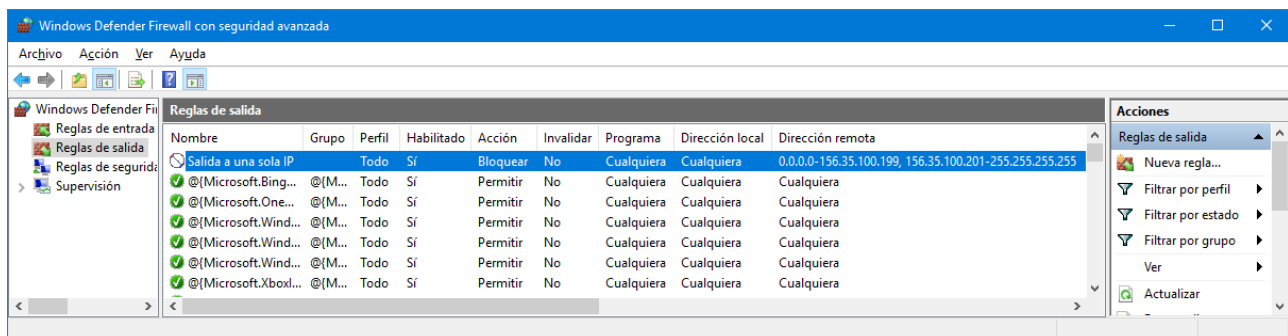 Windows Defender Firewall con seguridad avanzada
Archivo Acción Ver Ayuda
Windows Defender Fir
Reglas de entrada
Reglas de salida
Reglas de segurida
Supervisión
Reglas de salida
Nombre Grupo Perfil Habilitado Acción Invalidar Programa Dirección local Dirección remota
Salida a una sola IP Todo Sí Bloquear No Cualquiera Cualquiera 0.0.0.0-156.35.100.199, 156.35.100.201-255.255.255.255
@{Microsoft.Bing... @{M... Todo Sí Permitir No Cualquiera Cualquiera Cualquiera
@{Microsoft.One... @{M... Todo Sí Permitir No Cualquiera Cualquiera Cualquiera
@{Microsoft.Wind... @{M... Todo Sí Permitir No Cualquiera Cualquiera Cualquiera
@{Microsoft.Wind... @{M... Todo Sí Permitir No Cualquiera Cualquiera Cualquiera
@{Microsoft.Wind... @{M... Todo Sí Permitir No Cualquiera Cualquiera Cualquiera
@{Microsoft.Xboxl... @{M... Todo Sí Permitir No Cualquiera Cualquiera Cualquiera
Acciones
Reglas de salida
Nueva regla...
Filtrar por perfil
Filtrar por estado
Filtrar por grupo
Ver
Actualizar